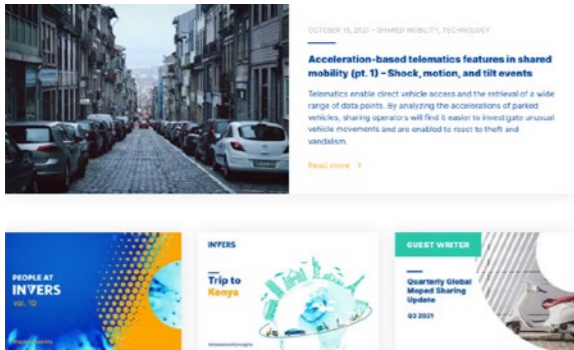 OCTOBER 15, 2021 – SHARED MOBILITY, TECHNOLOGY
Acceleration-based telematics features in shared
mobility (pt. 1) – Shock, motion, and tilt events
Telematics enable direct vehicle access and the retrieval of a wide
range of data points. By analyzing the accelerations of parked
vehicles, sharing operators will find it easier to investigate unusual
vehicle movements and are enabled to react to theft and
vandalism.
Read more >
PEOPLE AT
INVERS
vol. 10
INVERS
Trip to
Kenya
GUEST WRITER
Quarterly Global
Moped Sharing
Update
Q3 2021